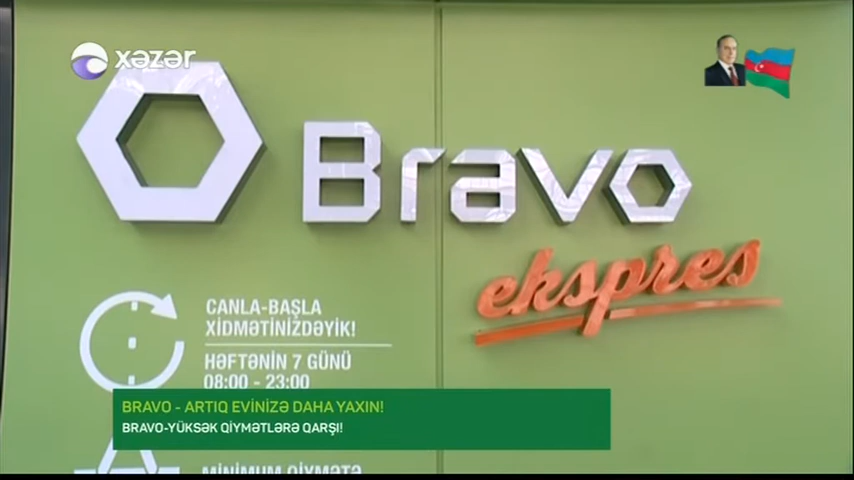 xəzər
Bravo
ekspres
CANLA-BAŞLA
XİDMƏTİNİZDƏYİK!
HƏFTƏNİN 7 GÜNÜ
08:00 - 23:00
BRAVO - ARTIQ EVİNİZƏ DAHA YAXIN!
BRAVO-YÜKSƏK QİYMƏTLƏRƏ QARŞI!
MİNİMUM QİYMƏTƏ